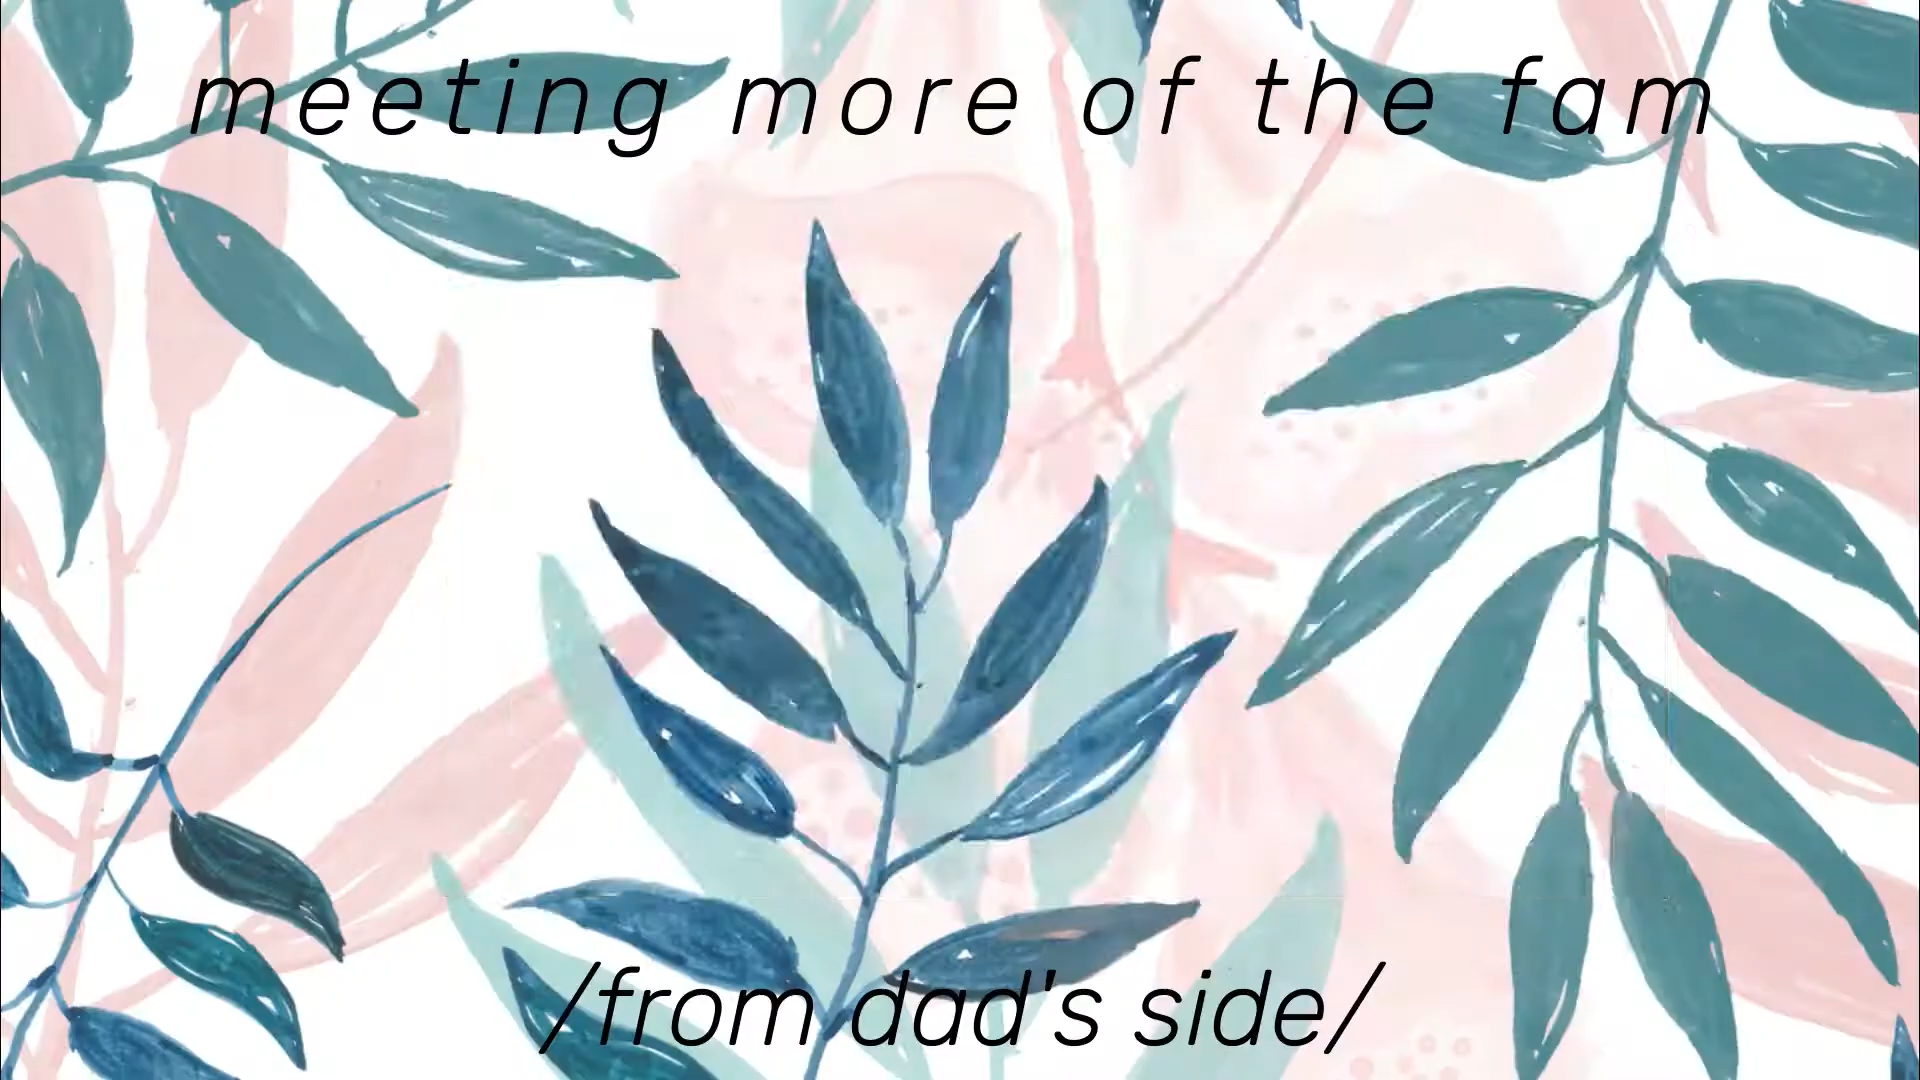 meeting more of the fam
/from dad's side/